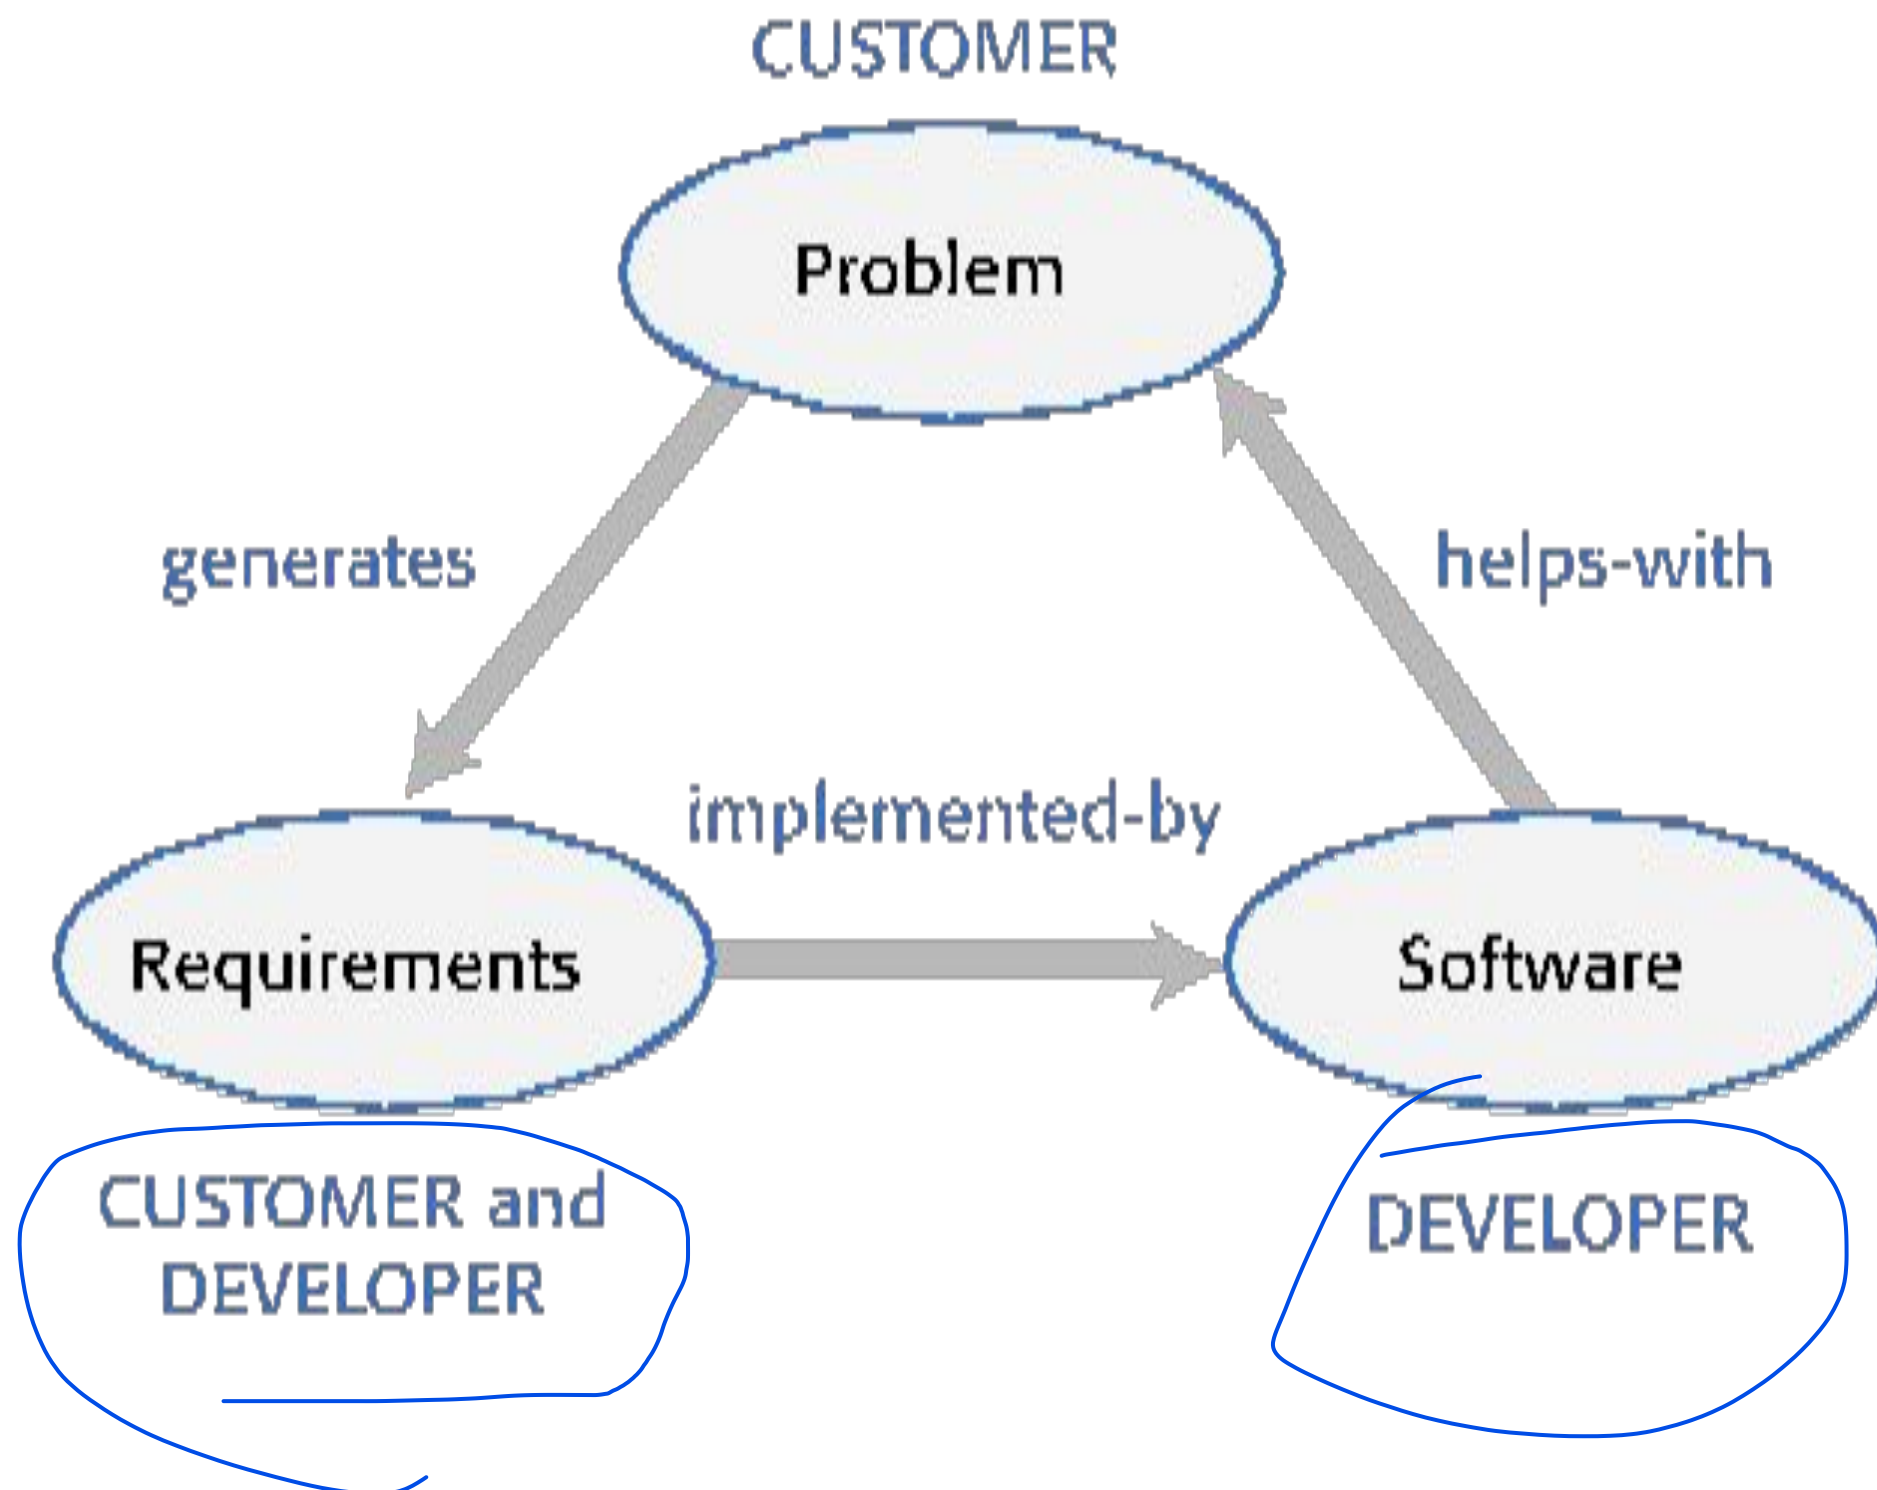 CUSTOMER
Problem
generates
helps-with
implemented-by
Requirements
Software
CUSTOMER and
DEVELOPER
DEVELOPER